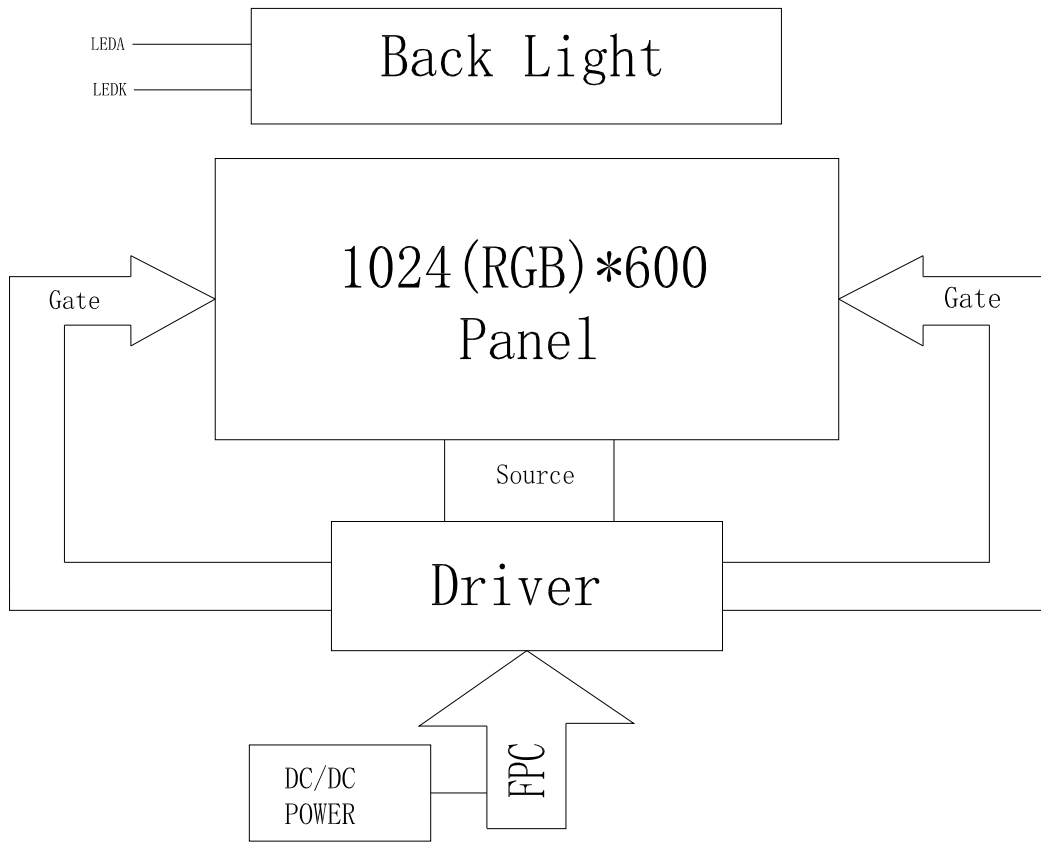 LEDA
LEDK
Back Light
1024(RGB)*600
Panel
Gate
Gate
Source
Driver
FPC
DC/DC
POWER